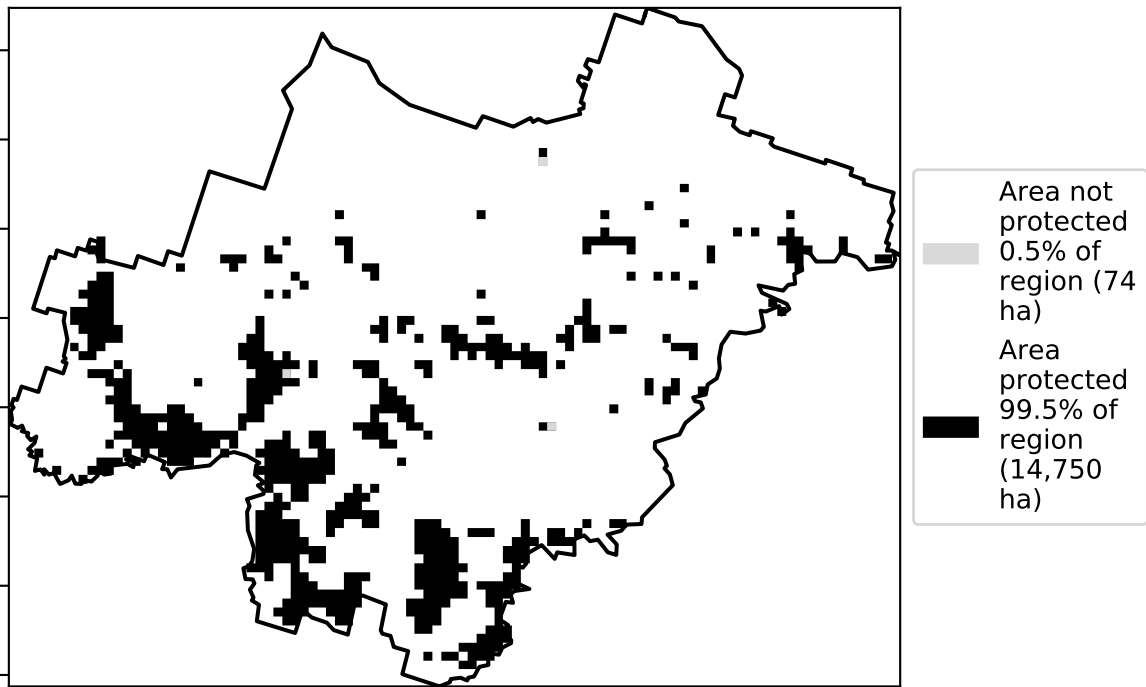 Area not
protected
0.5% of
region (74
ha)
Area
protected
99.5% of
region
(14,750
ha)